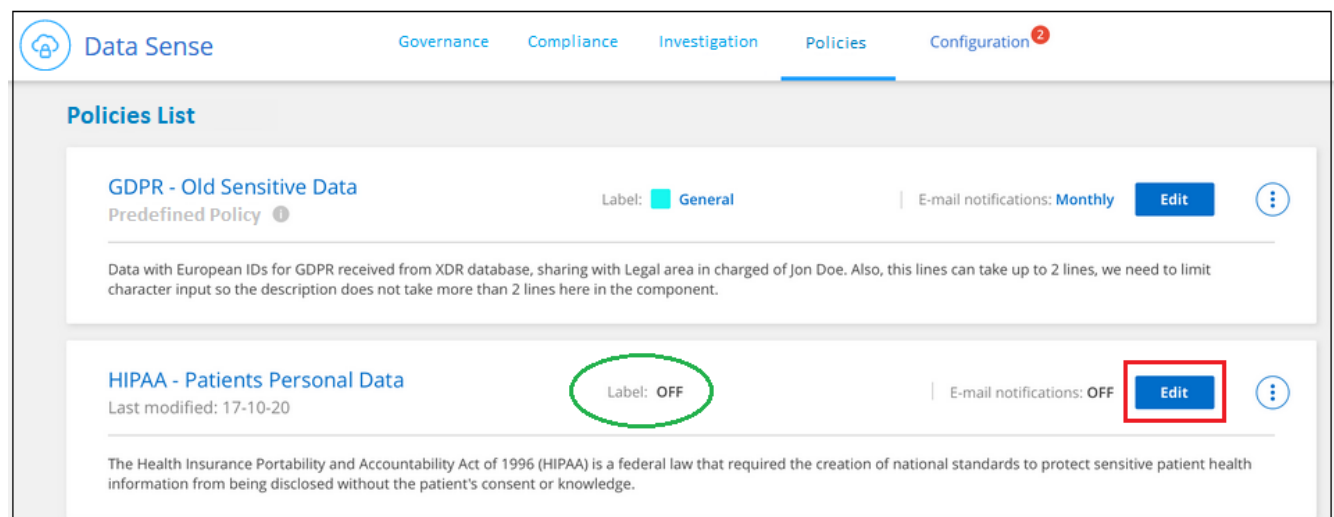 Data Sense
Governance Compliance Investigation Policies Configuration 2
Policies List
GDPR - Old Sensitive Data
Predefined Policy i
Label: General
E-mail notifications: Monthly
Edit
Data with European IDs for GDPR received from XDR database, sharing with Legal area in charged of Jon Doe. Also, this lines can take up to 2 lines, we need to limit
character input so the description does not take more than 2 lines here in the component.
HIPAA - Patients Personal Data
Last modified: 17-10-20
Label: OFF
E-mail notifications: OFF
Edit
The Health Insurance Portability and Accountability Act of 1996 (HIPAA) is a federal law that required the creation of national standards to protect sensitive patient health
information from being disclosed without the patient's consent or knowledge.